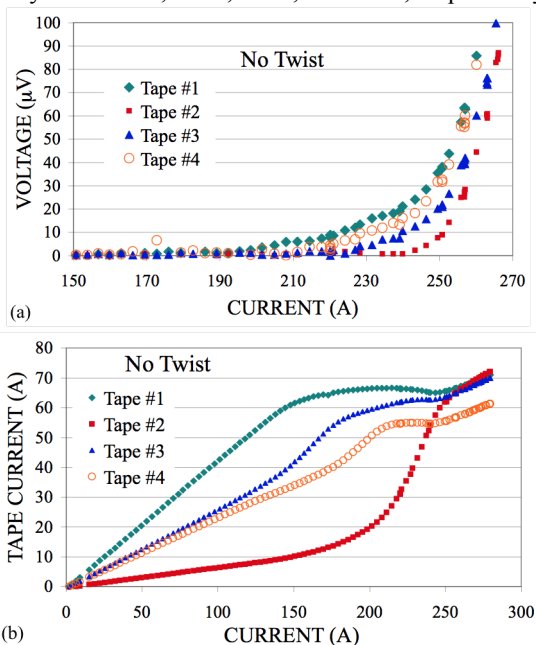 100
90
80
70
60
50
40
30
20
10
0
VOLTAGE (μV)
No Twist
Tape #1
Tape #2
Tape #3
Tape #4
150 170 190 210 230 250 270
(a)
CURRENT (A)
80
70
60
50
40
30
20
10
0
TAPE CURRENT (A)
No Twist
Tape #1
Tape #2
Tape #3
Tape #4
0 50 100 150 200 250 300
(b)
CURRENT (A)